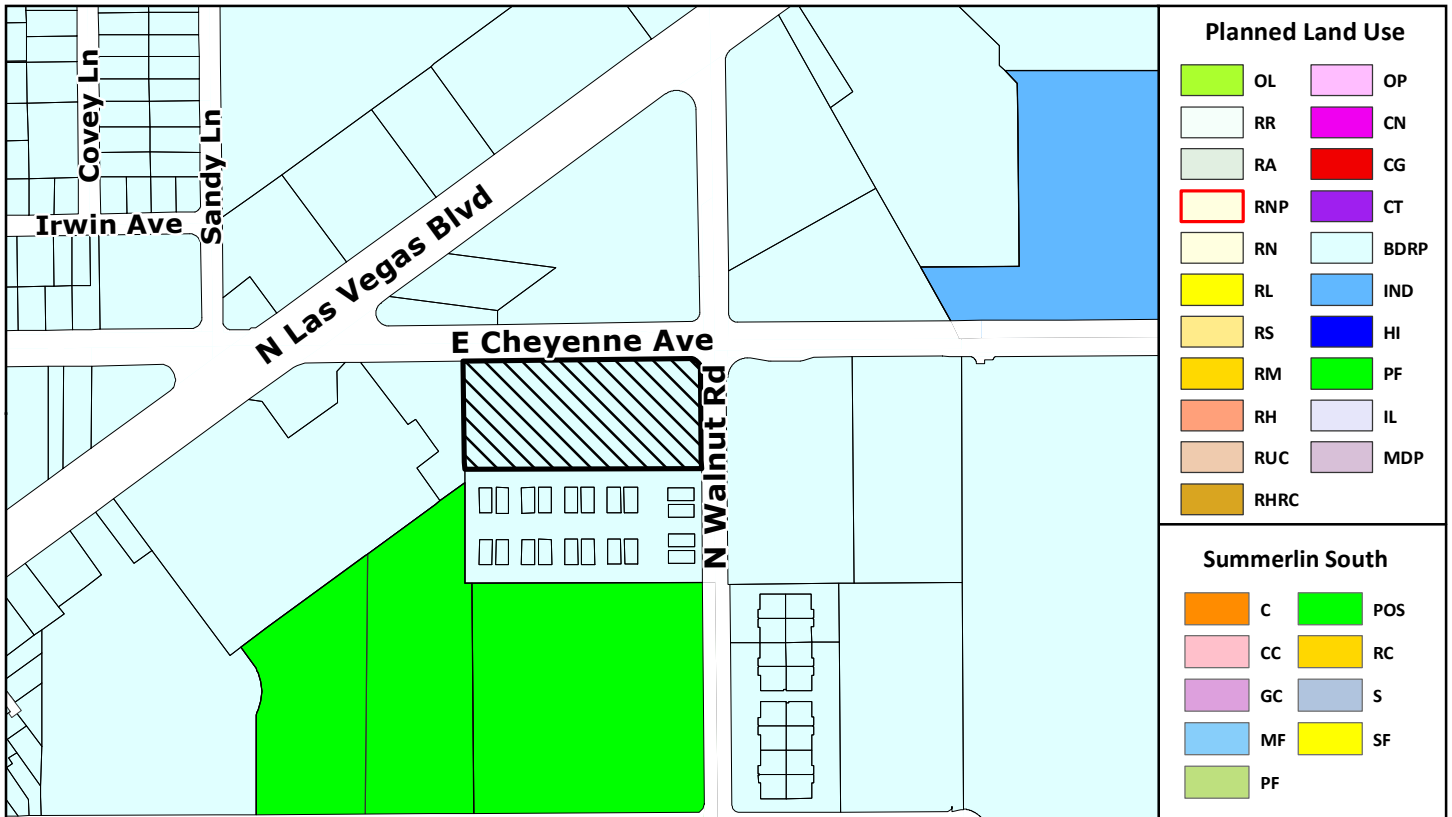 Covey Ln
Sandy Ln
Irwin Ave
N Las Vegas Blvd
E Cheyenne Ave
N Walnut Rd
Planned Land Use
OL
OP
RR
CN
RA
CG
RNP
CT
RN
BDRP
RL
IND
RS
HI
RM
PF
RH
IL
RUC
MDP
RHRC
Summerlin South
C
POS
CC
RC
GC
S
MF
SF
PF